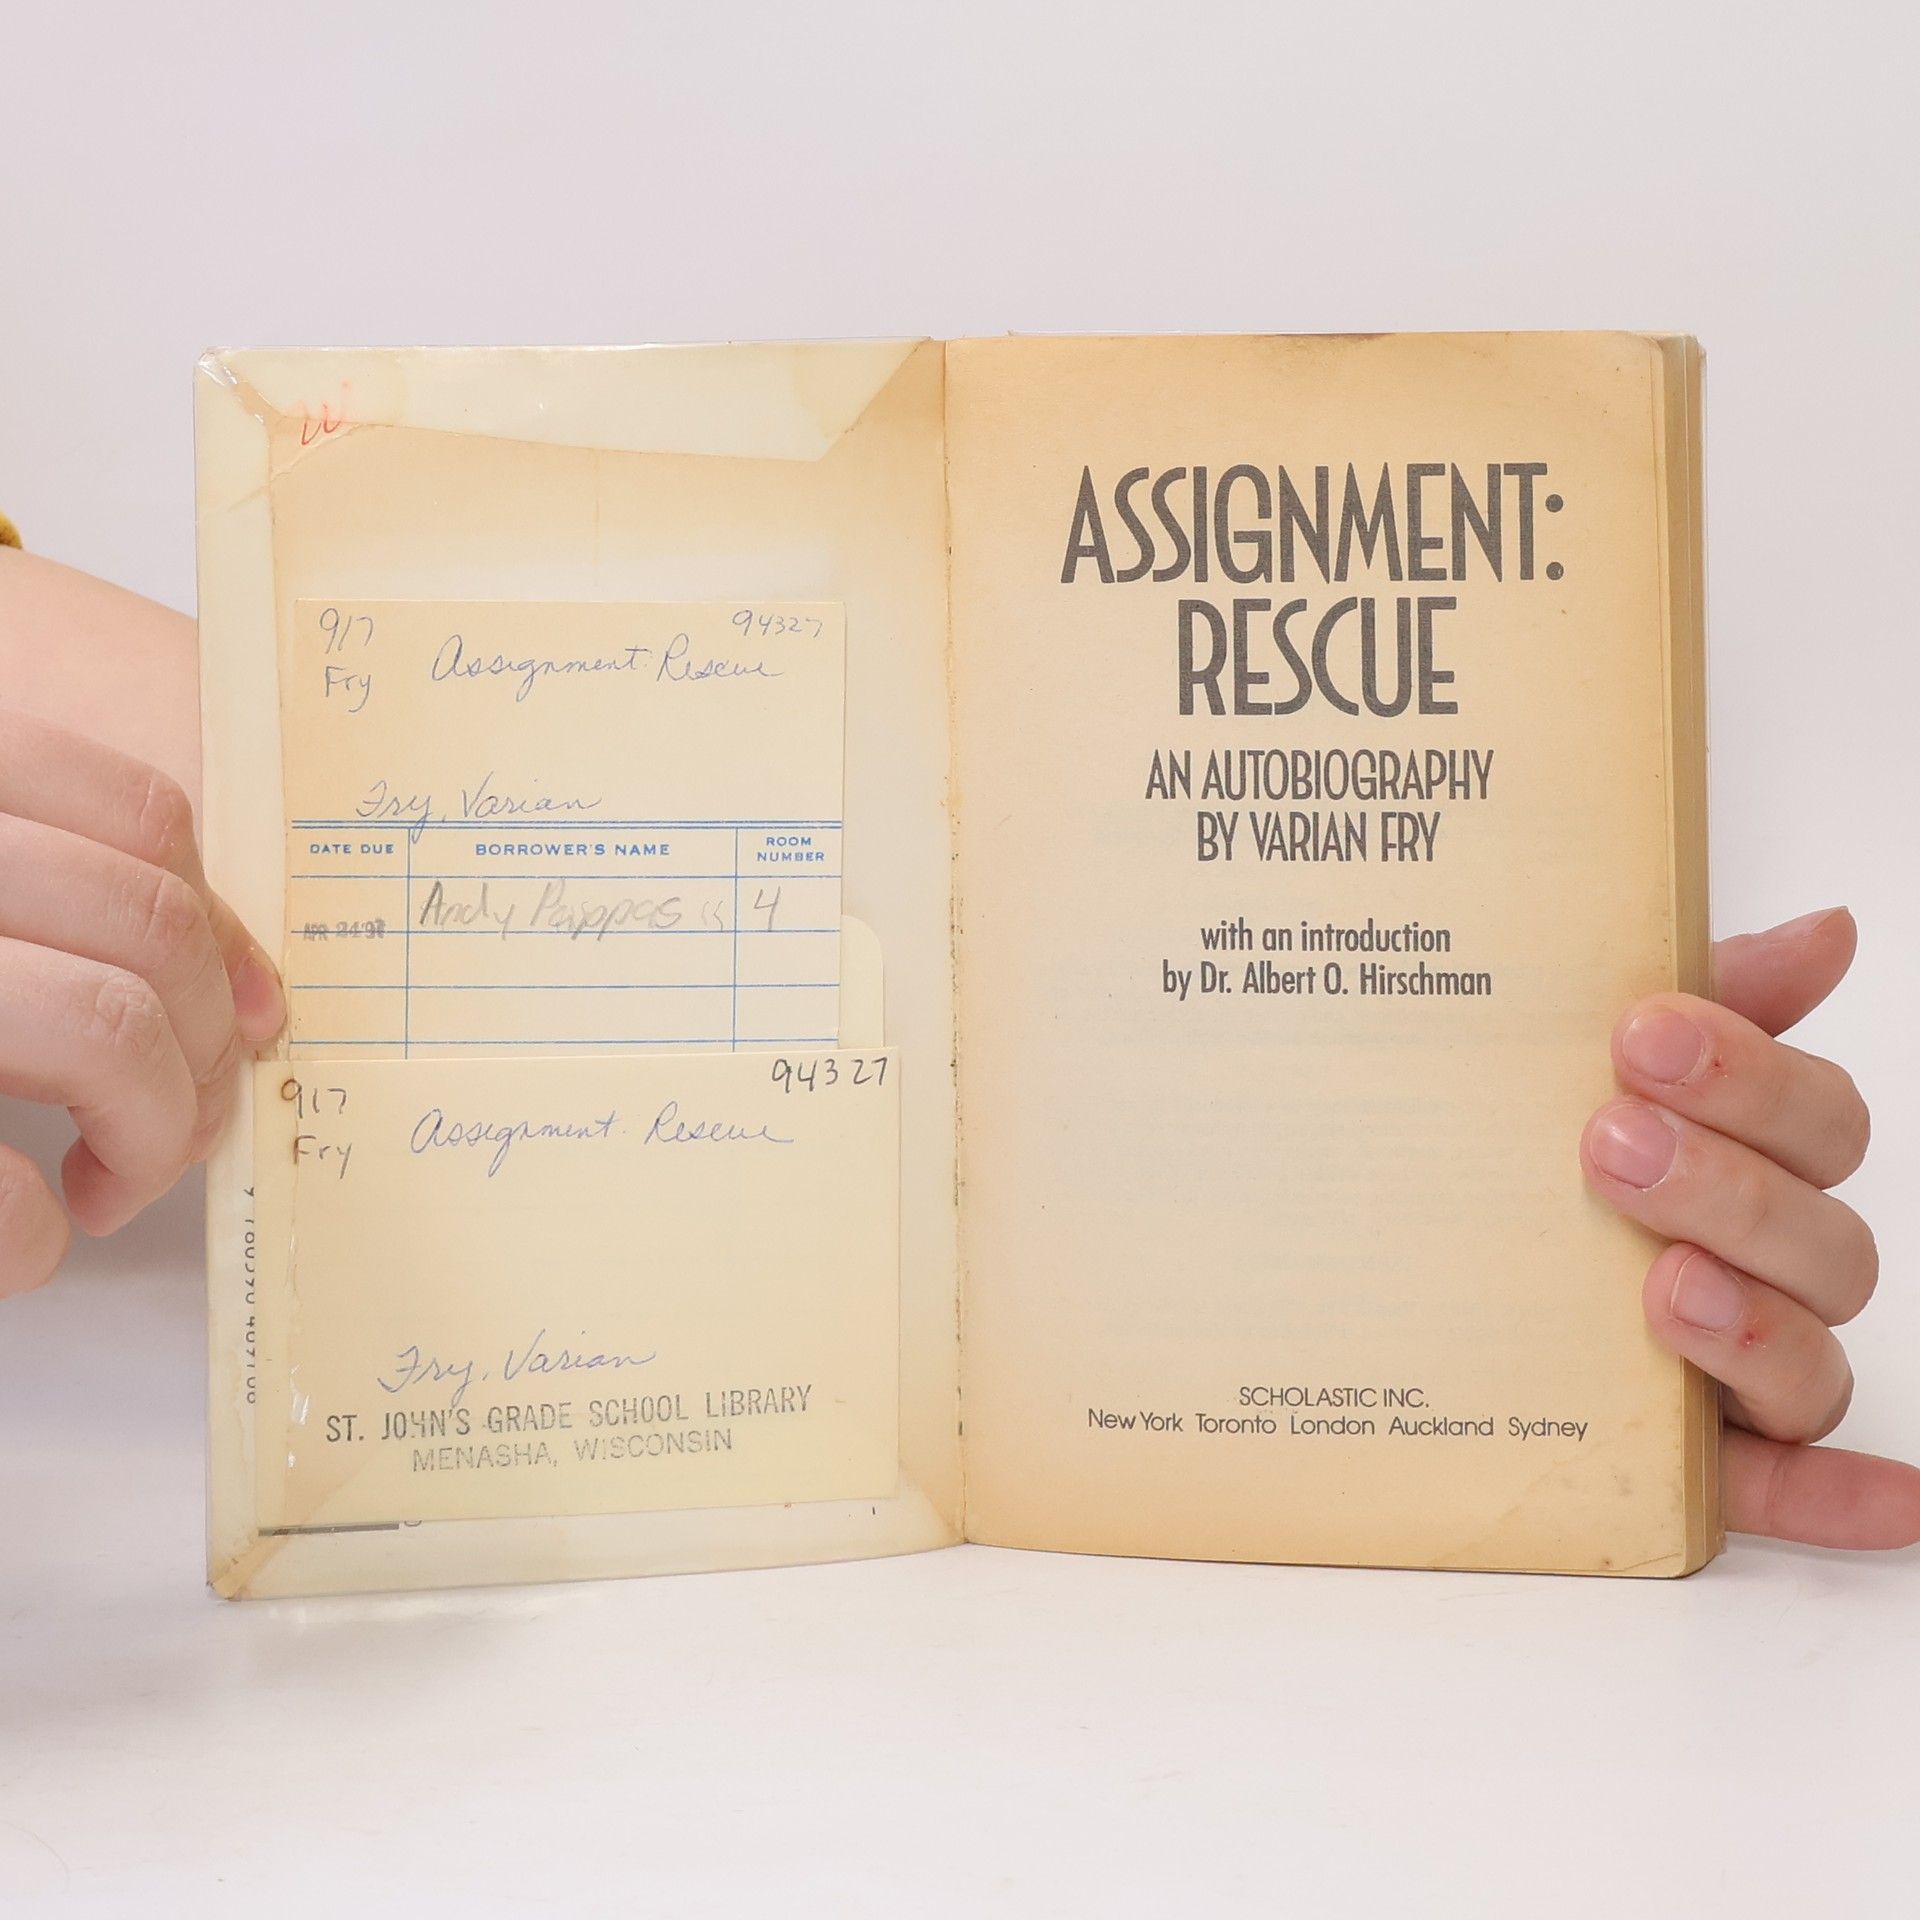 W
917
94327
Fry
Assignment: Rescue
Fry, Varian
DATE DUE
BORROWER'S NAME
ROOM NUMBER
APR 24
Andy Pappas
4
917
94327
Fry
Assignment: Rescue
Fry, Varian
ST. JOHN'S GRADE SCHOOL LIBRARY
MENASHA, WISCONSIN
ASSIGNMENT:
RESCUE
AN AUTOBIOGRAPHY
BY VARIAN FRY
with an introduction
by Dr. Albert O. Hirschman
SCHOLASTIC INC.
New York Toronto London Auckland Sydney